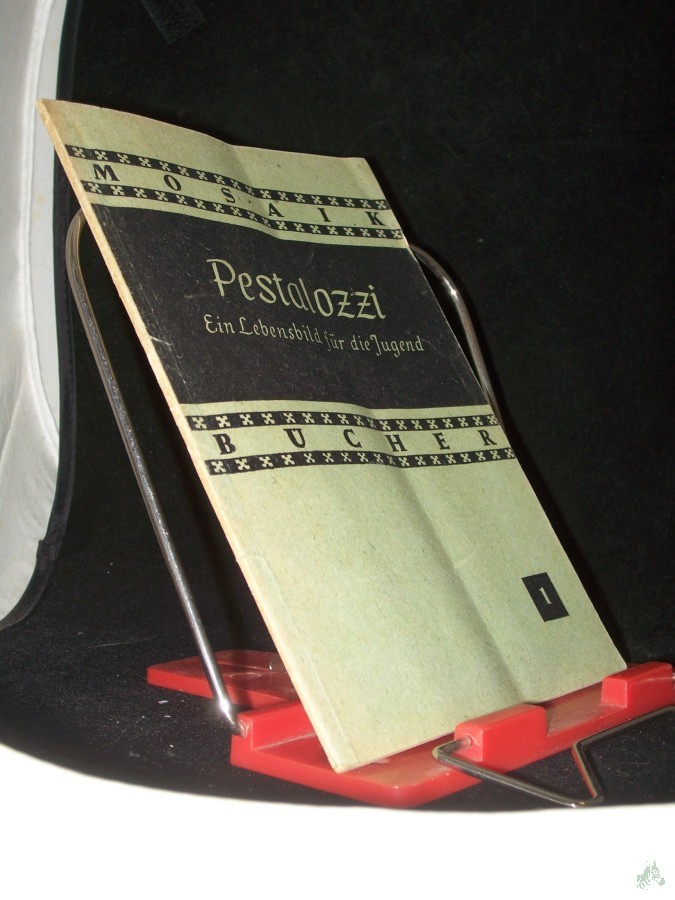 MOSAIK
Pestalozzi
Ein Lebensbild für die Jugend
BÜCHER
1